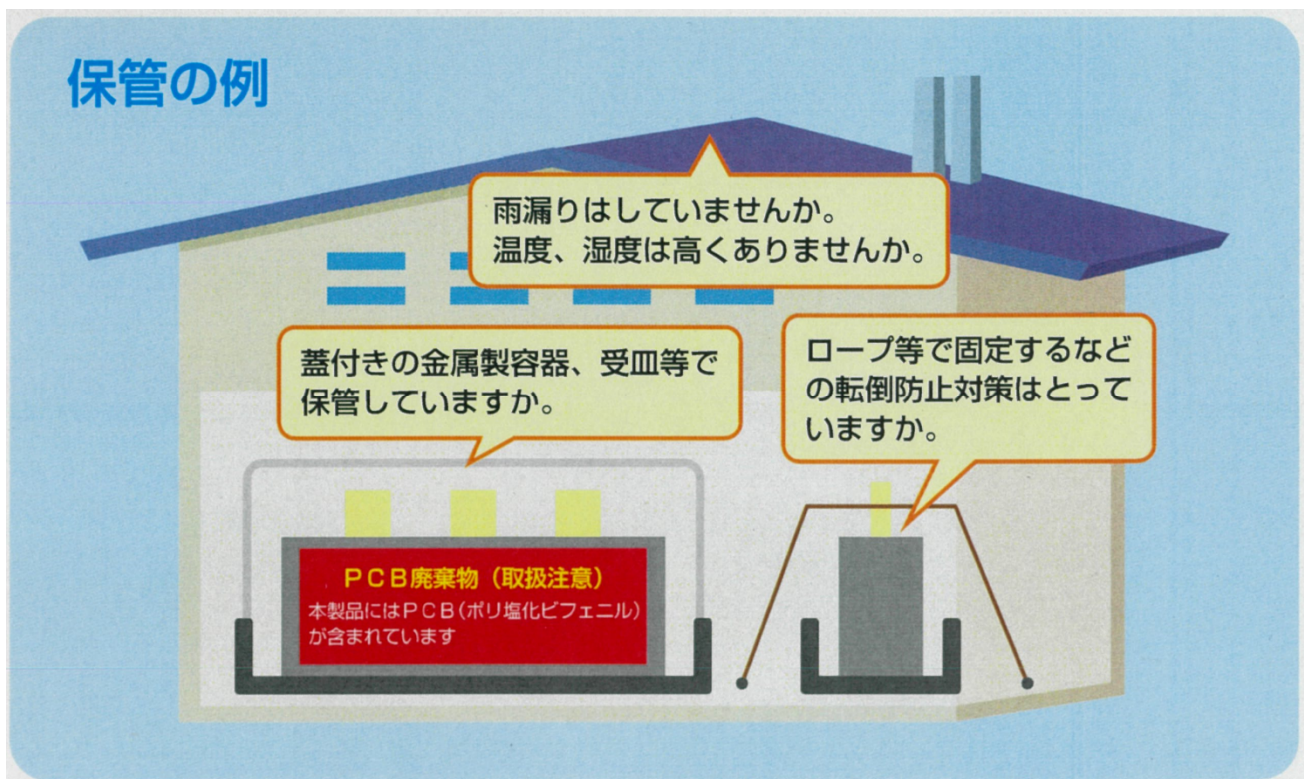 保管の例
雨漏りはしていませんか。
温度、湿度は高くありませんか。
蓋付きの金属製容器、受皿等で
保管していますか。
ロープ等で固定するなど
の転倒防止対策はとって
いますか。
PCB廃棄物（取扱注意）
本製品にはPCB（ポリ塩化ビフェニル）
が含まれています